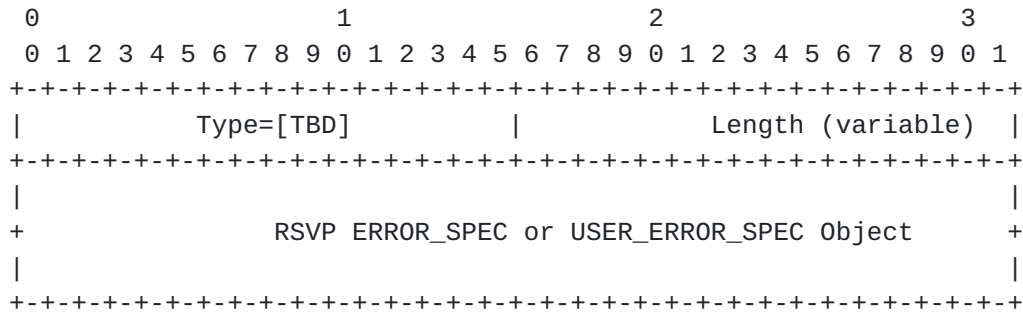 0                   1                   2                   3
 0 1 2 3 4 5 6 7 8 9 0 1 2 3 4 5 6 7 8 9 0 1 2 3 4 5 6 7 8 9 0 1
+-+-+-+-+-+-+-+-+-+-+-+-+-+-+-+-+-+-+-+-+-+-+-+-+-+-+-+-+-+-+-+-+
|           Type=[TBD]          |            Length (variable)  |
+-+-+-+-+-+-+-+-+-+-+-+-+-+-+-+-+-+-+-+-+-+-+-+-+-+-+-+-+-+-+-+-+
|                                                               |
+                RSVP ERROR_SPEC or USER_ERROR_SPEC Object      +
|                                                               |
+-+-+-+-+-+-+-+-+-+-+-+-+-+-+-+-+-+-+-+-+-+-+-+-+-+-+-+-+-+-+-+-+